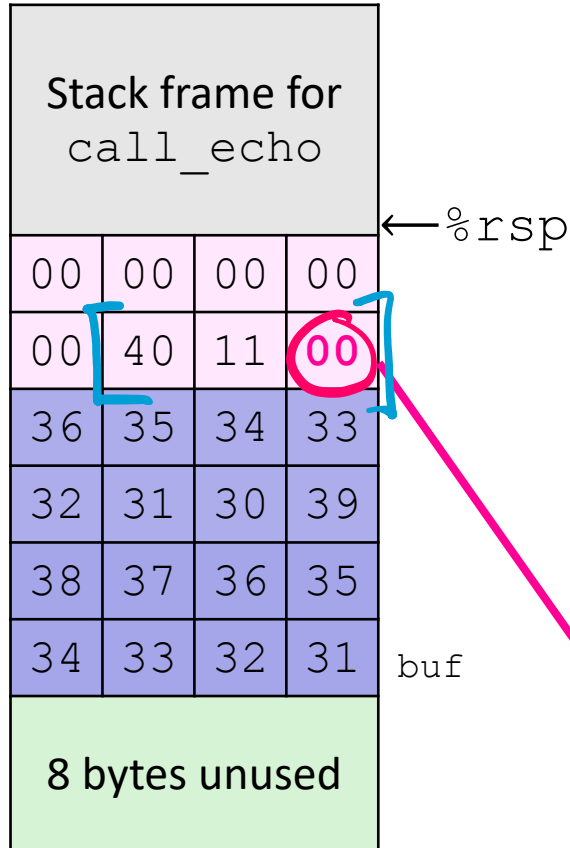 Stack frame for
call_echo
←%rsp
00 00 00 00
00 40 11 00
36 35 34 33
32 31 30 39
38 37 36 35
34 33 32 31 buf
8 bytes unused